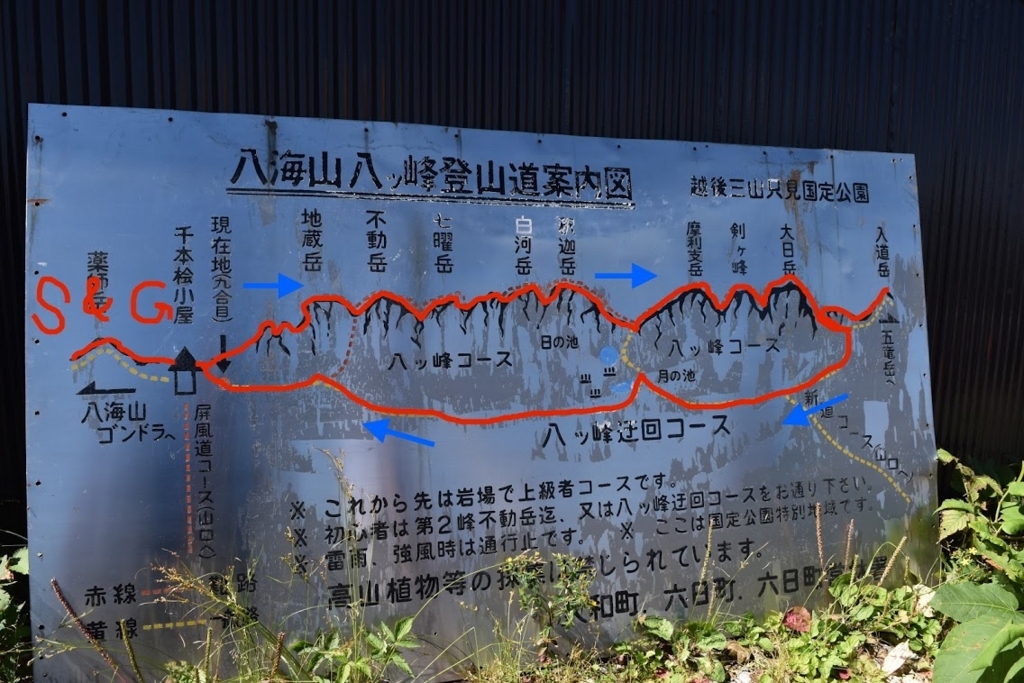 八海山八ッ峰登山道案内図
越後三山只見国定公園
薬師岳
千本桧小屋
現在地(九合目)
地蔵岳
不動岳
七曜岳
白河岳
釈迦岳
摩利支岳
剣ヶ峰
大日岳
入道岳
S & G
八ッ峰コース
日の池
八ッ峰コース
月の池
五竜岳へ
八海山
ゴンドラへ
屏風道コース(山口へ)
八ッ峰迂回コース
新道コース(山口へ)
※ これから先は岩場で上級者コースです。
※ 初心者は第2峰不動岳迄、又は八ッ峰迂回コースをお通り下さい。
※ 雷雨、強風時は通行止です。 ※ ここは国定公園特別地域です。
高山植物等の採集は禁じられています。
赤線
黄線
大和町、六日町、六日町